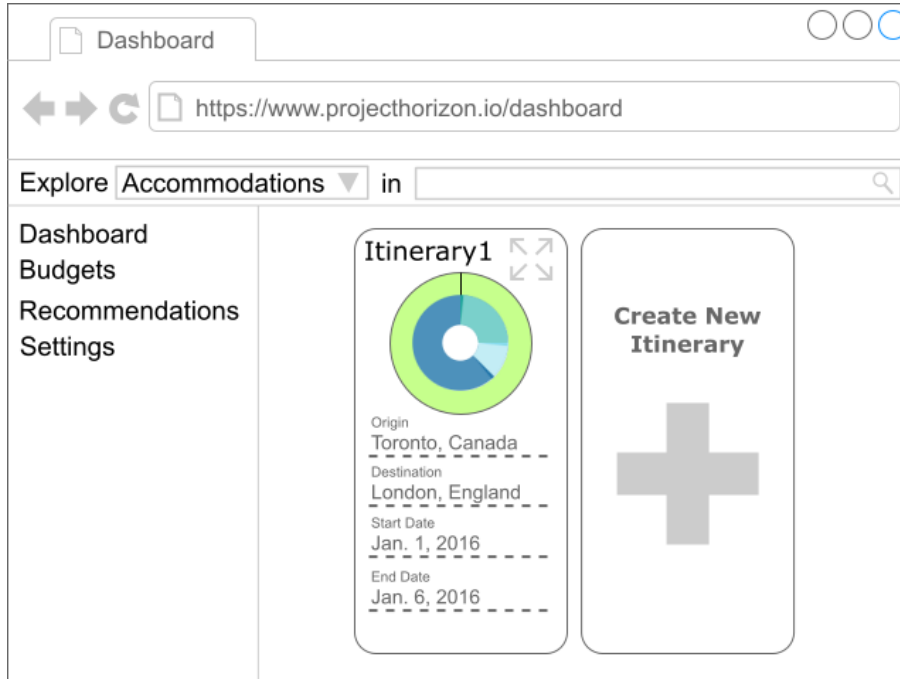 Dashboard
https://www.projecthorizon.io/dashboard
Explore Accommodations in
Dashboard
Budgets
Recommendations
Settings
Itinerary1
Origin
Toronto, Canada
Destination
London, England
Start Date
Jan. 1, 2016
End Date
Jan. 6, 2016
Create New
Itinerary